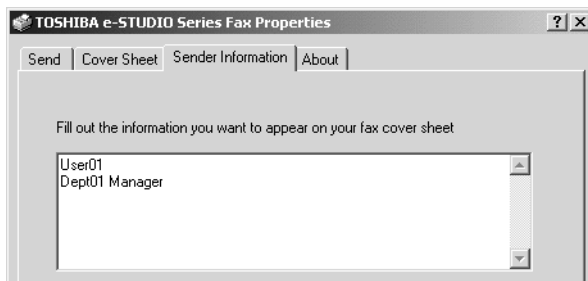 TOSHIBA e-STUDIO Series Fax Properties
Send Cover Sheet Sender Information About
Fill out the information you want to appear on your fax cover sheet
User01
Dept01 Manager